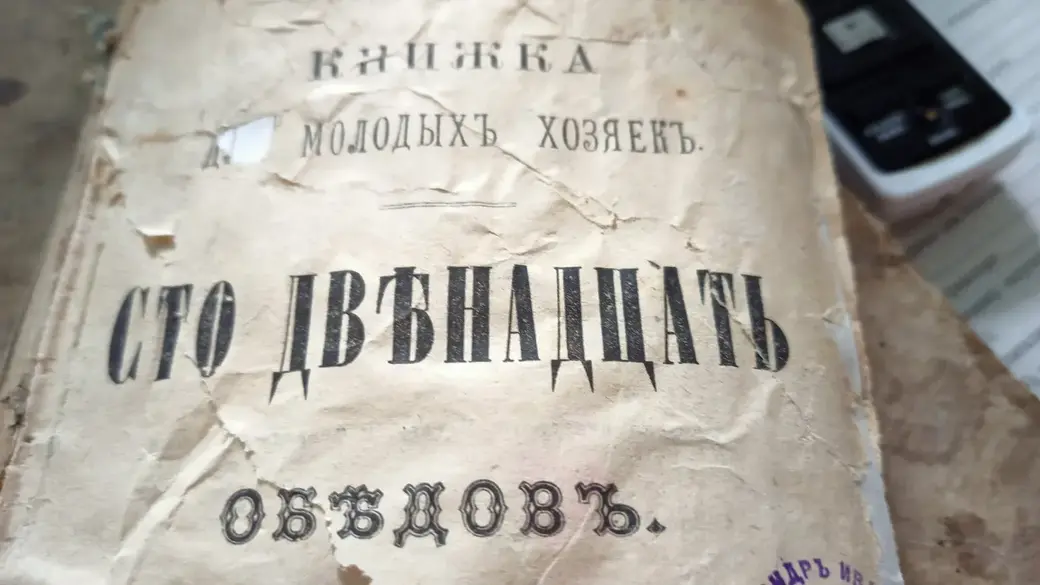 КНИЖКА
МОЛОДЫХЪ ХОЗЯЕКЪ.
СТО ДВѢНАДЦАТЬ
ОБѢДОВЪ.